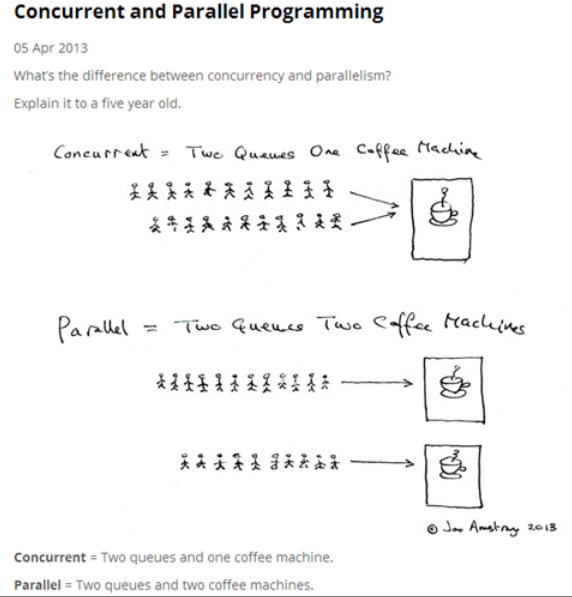 Concurrent and Parallel Programming
05 Apr 2013
What's the difference between concurrency and parallelism?
Explain it to a five year old.
Concurrent = Two Queues One Coffee Machine
Parallel = Two Queues Two Coffee Machines
© Joe Armstrong 2013
Concurrent = Two queues and one coffee machine.
Parallel = Two queues and two coffee machines.